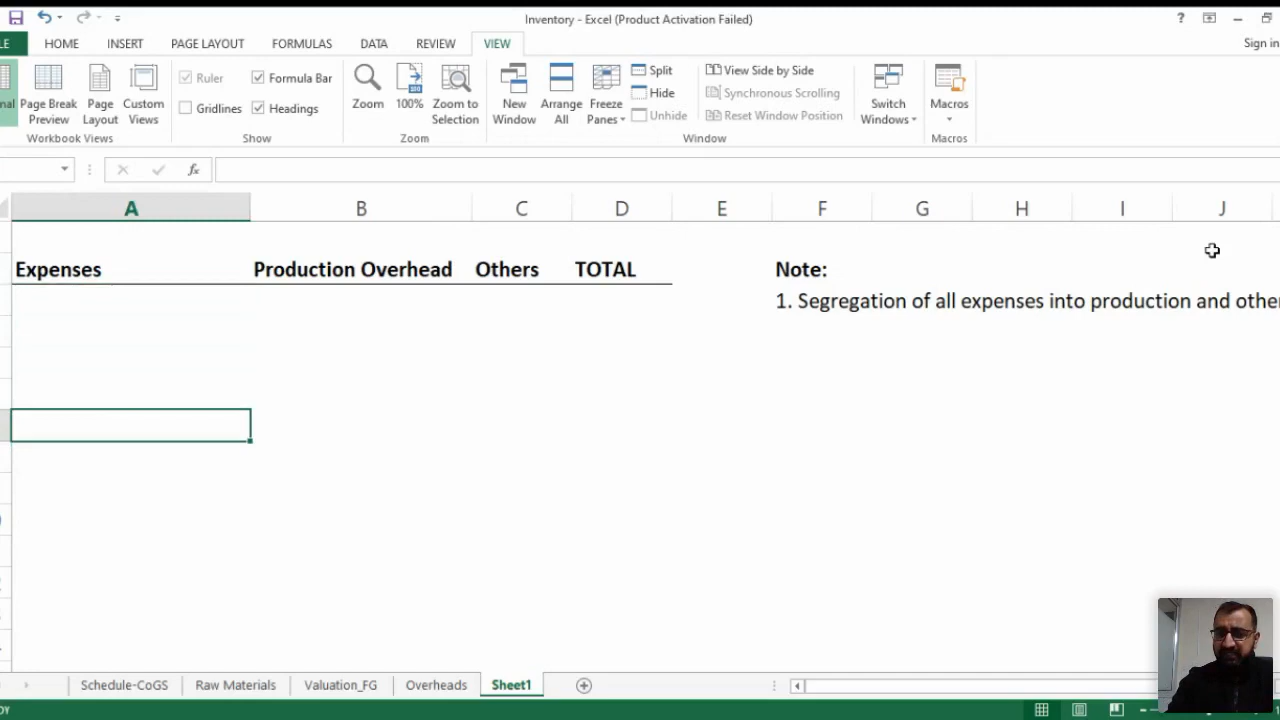 Inventory - Excel (Product Activation Failed)
?
HOME INSERT PAGE LAYOUT FORMULAS DATA REVIEW VIEW Sign in
Page Break Preview
Page Layout
Custom Views
Workbook Views
Ruler
Formula Bar
Gridlines
Headings
Show
Zoom
100%
Zoom to Selection
Zoom
New Window
Arrange All
Freeze Panes
Split
Hide
Unhide
View Side by Side
Synchronous Scrolling
Reset Window Position
Window
Switch Windows
Macros
Macros
fx
A B C D E F G H I J
Expenses Production Overhead Others TOTAL Note:
1. Segregation of all expenses into production and other
Schedule-CoGS Raw Materials Valuation_FG Overheads Sheet1